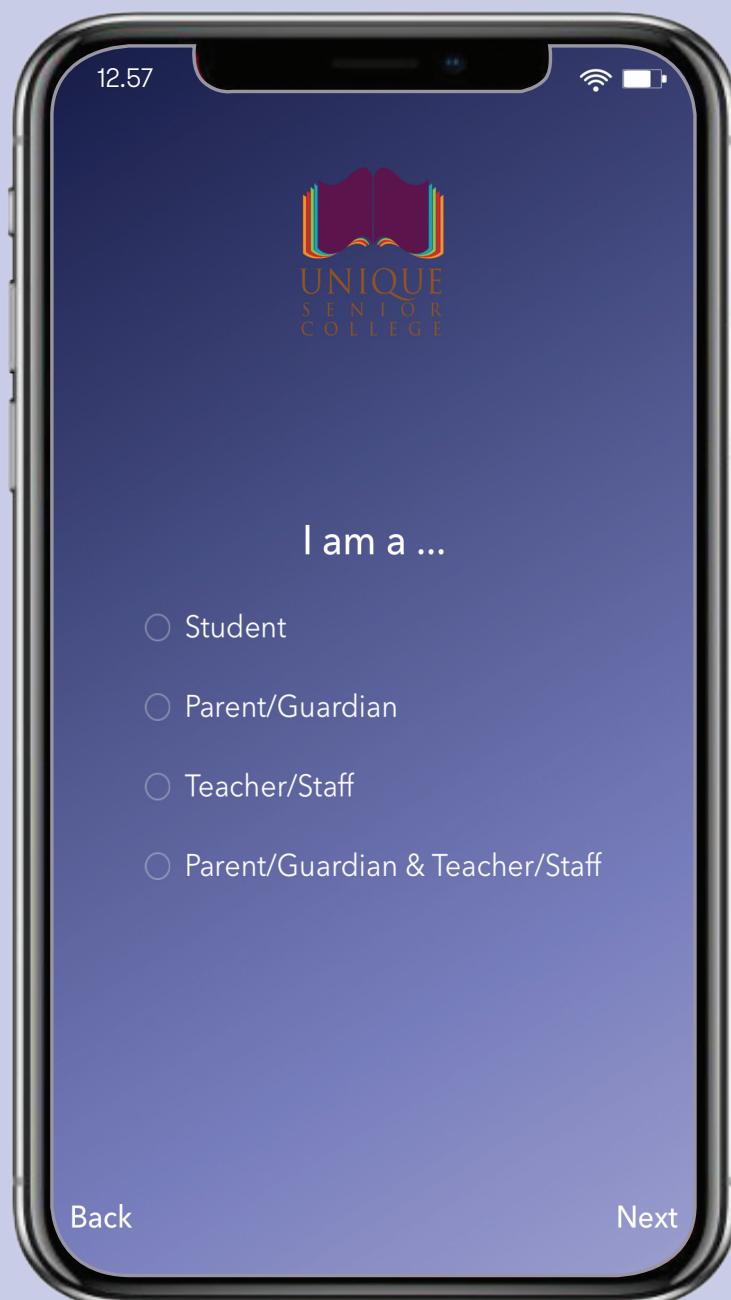 12.57
UNIQUE
SENIOR
COLLEGE
I am a ...
Student
Parent/Guardian
Teacher/Staff
Parent/Guardian & Teacher/Staff
Back
Next